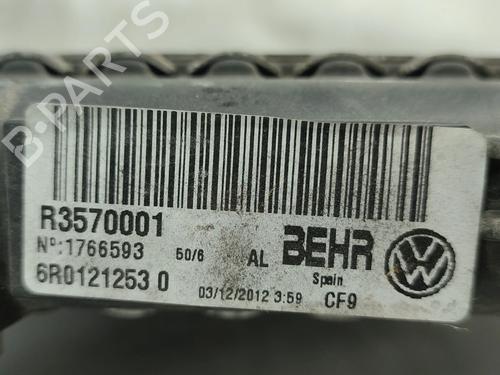 B-PARTS
R3570001
Nº:1766593 50/6 AL BEHR
6R0121253 0 03/12/2012 3:59 Spain CF9